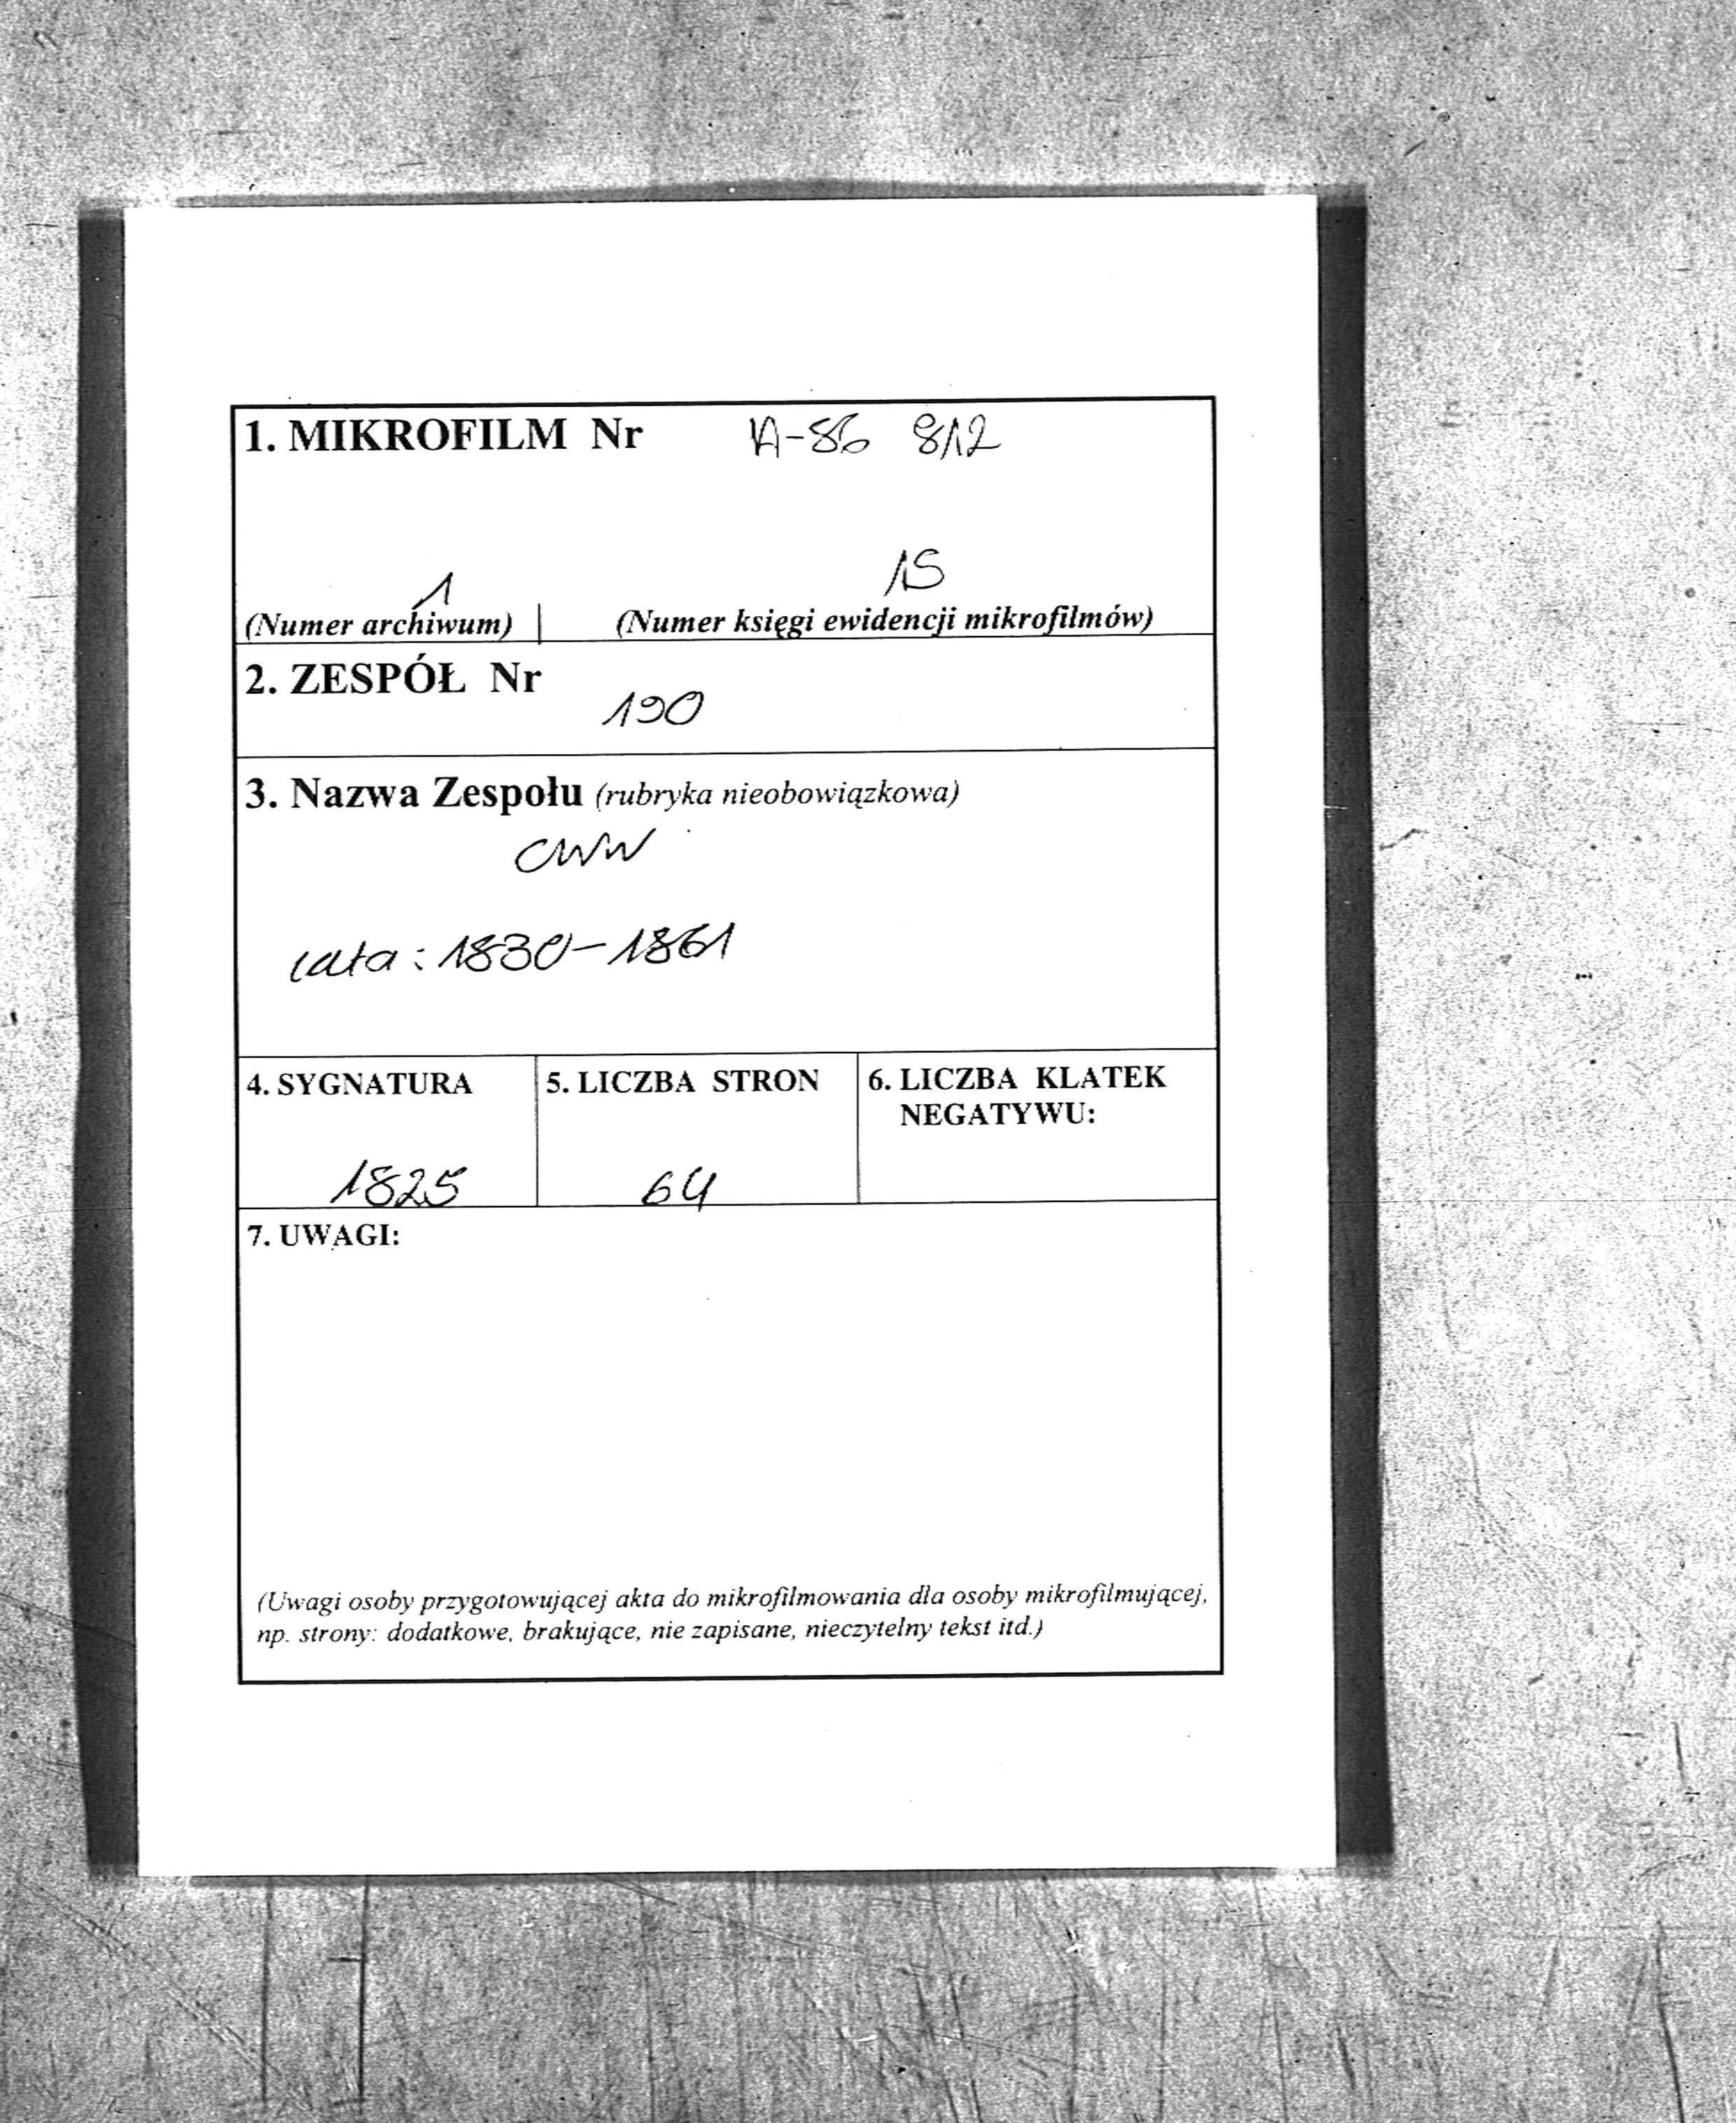 1. MIKROFILM Nr A-86 812
1 15
(Numer archiwum) | (Numer księgi ewidencji mikrofilmów)
2. ZESPÓŁ Nr
190
3. Nazwa Zespołu (rubryka nieobowiązkowa)
CWW
lata: 1830-1861
4. SYGNATURA 5. LICZBA STRON 6. LICZBA KLATEK
NEGATYWU:
1825 64
7. UWAGI:
(Uwagi osoby przygotowującej akta do mikrofilmowania dla osoby mikrofilmującej,
np. strony: dodatkowe, brakujące, nie zapisane, nieczytelny tekst itd.)